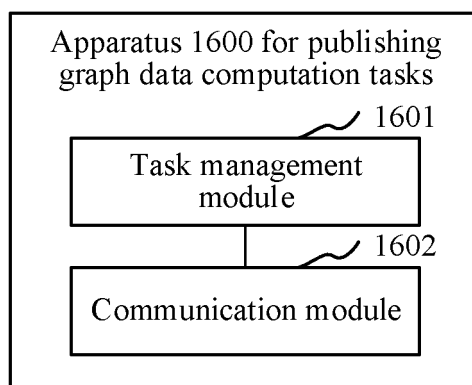 Apparatus 1600 for publishing
graph data computation tasks
1601
Task management
module
1602
Communication module